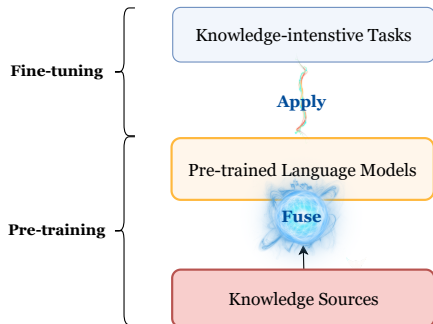 Knowledge-intenstive Tasks
Fine-tuning
Apply
Pre-trained Language Models
Fuse
Pre-training
Knowledge Sources